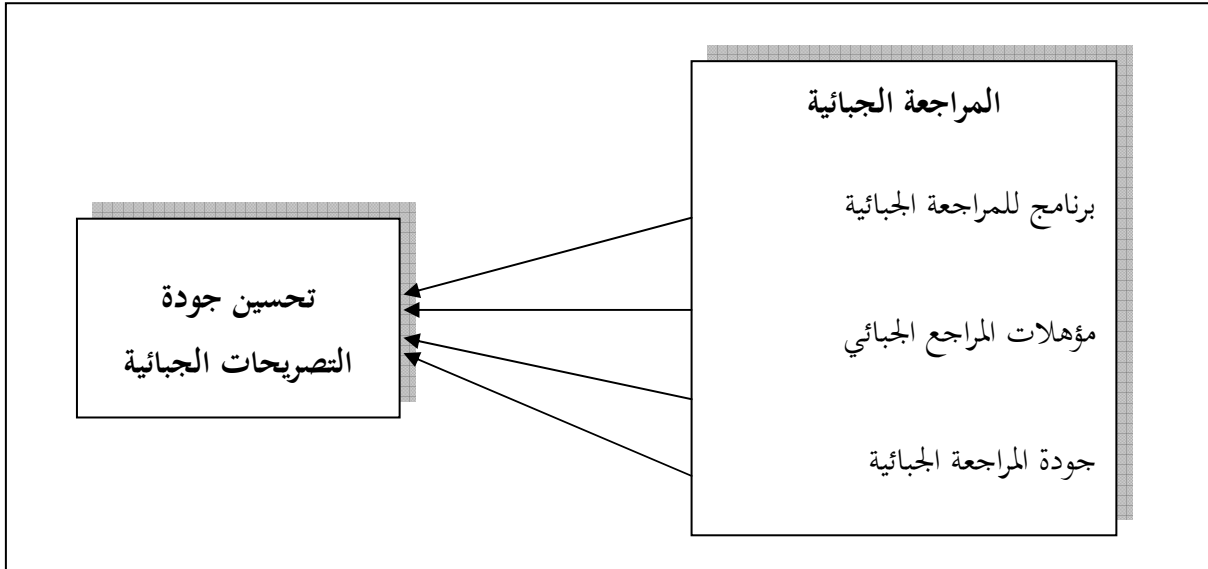 المراجعة الجبائية
برنامج للمراجعة الجبائية
مؤهلات المراجع الجبائي
جودة المراجعة الجبائية
تحسين جودة
التصريحات الجبائية